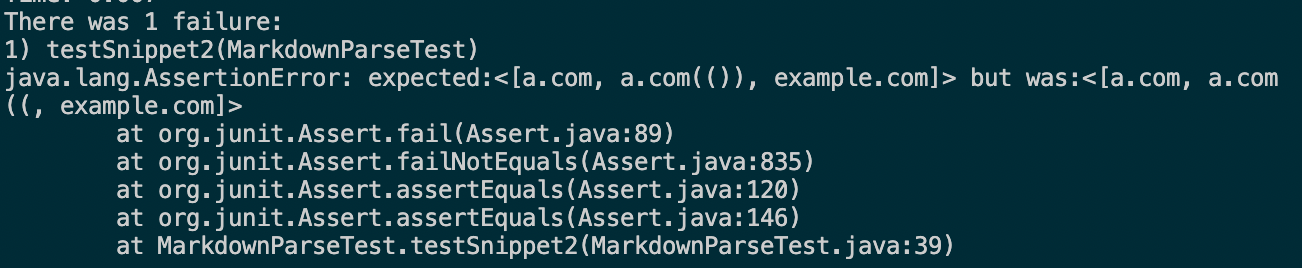 There was 1 failure:
1) testSnippet2(MarkdownParseTest)
java.lang.AssertionError: expected:<[a.com, a.com(()), example.com]> but was:<[a.com, a.com
((, example.com]>
        at org.junit.Assert.fail(Assert.java:89)
        at org.junit.Assert.failNotEquals(Assert.java:835)
        at org.junit.Assert.assertEquals(Assert.java:120)
        at org.junit.Assert.assertEquals(Assert.java:146)
        at MarkdownParseTest.testSnippet2(MarkdownParseTest.java:39)